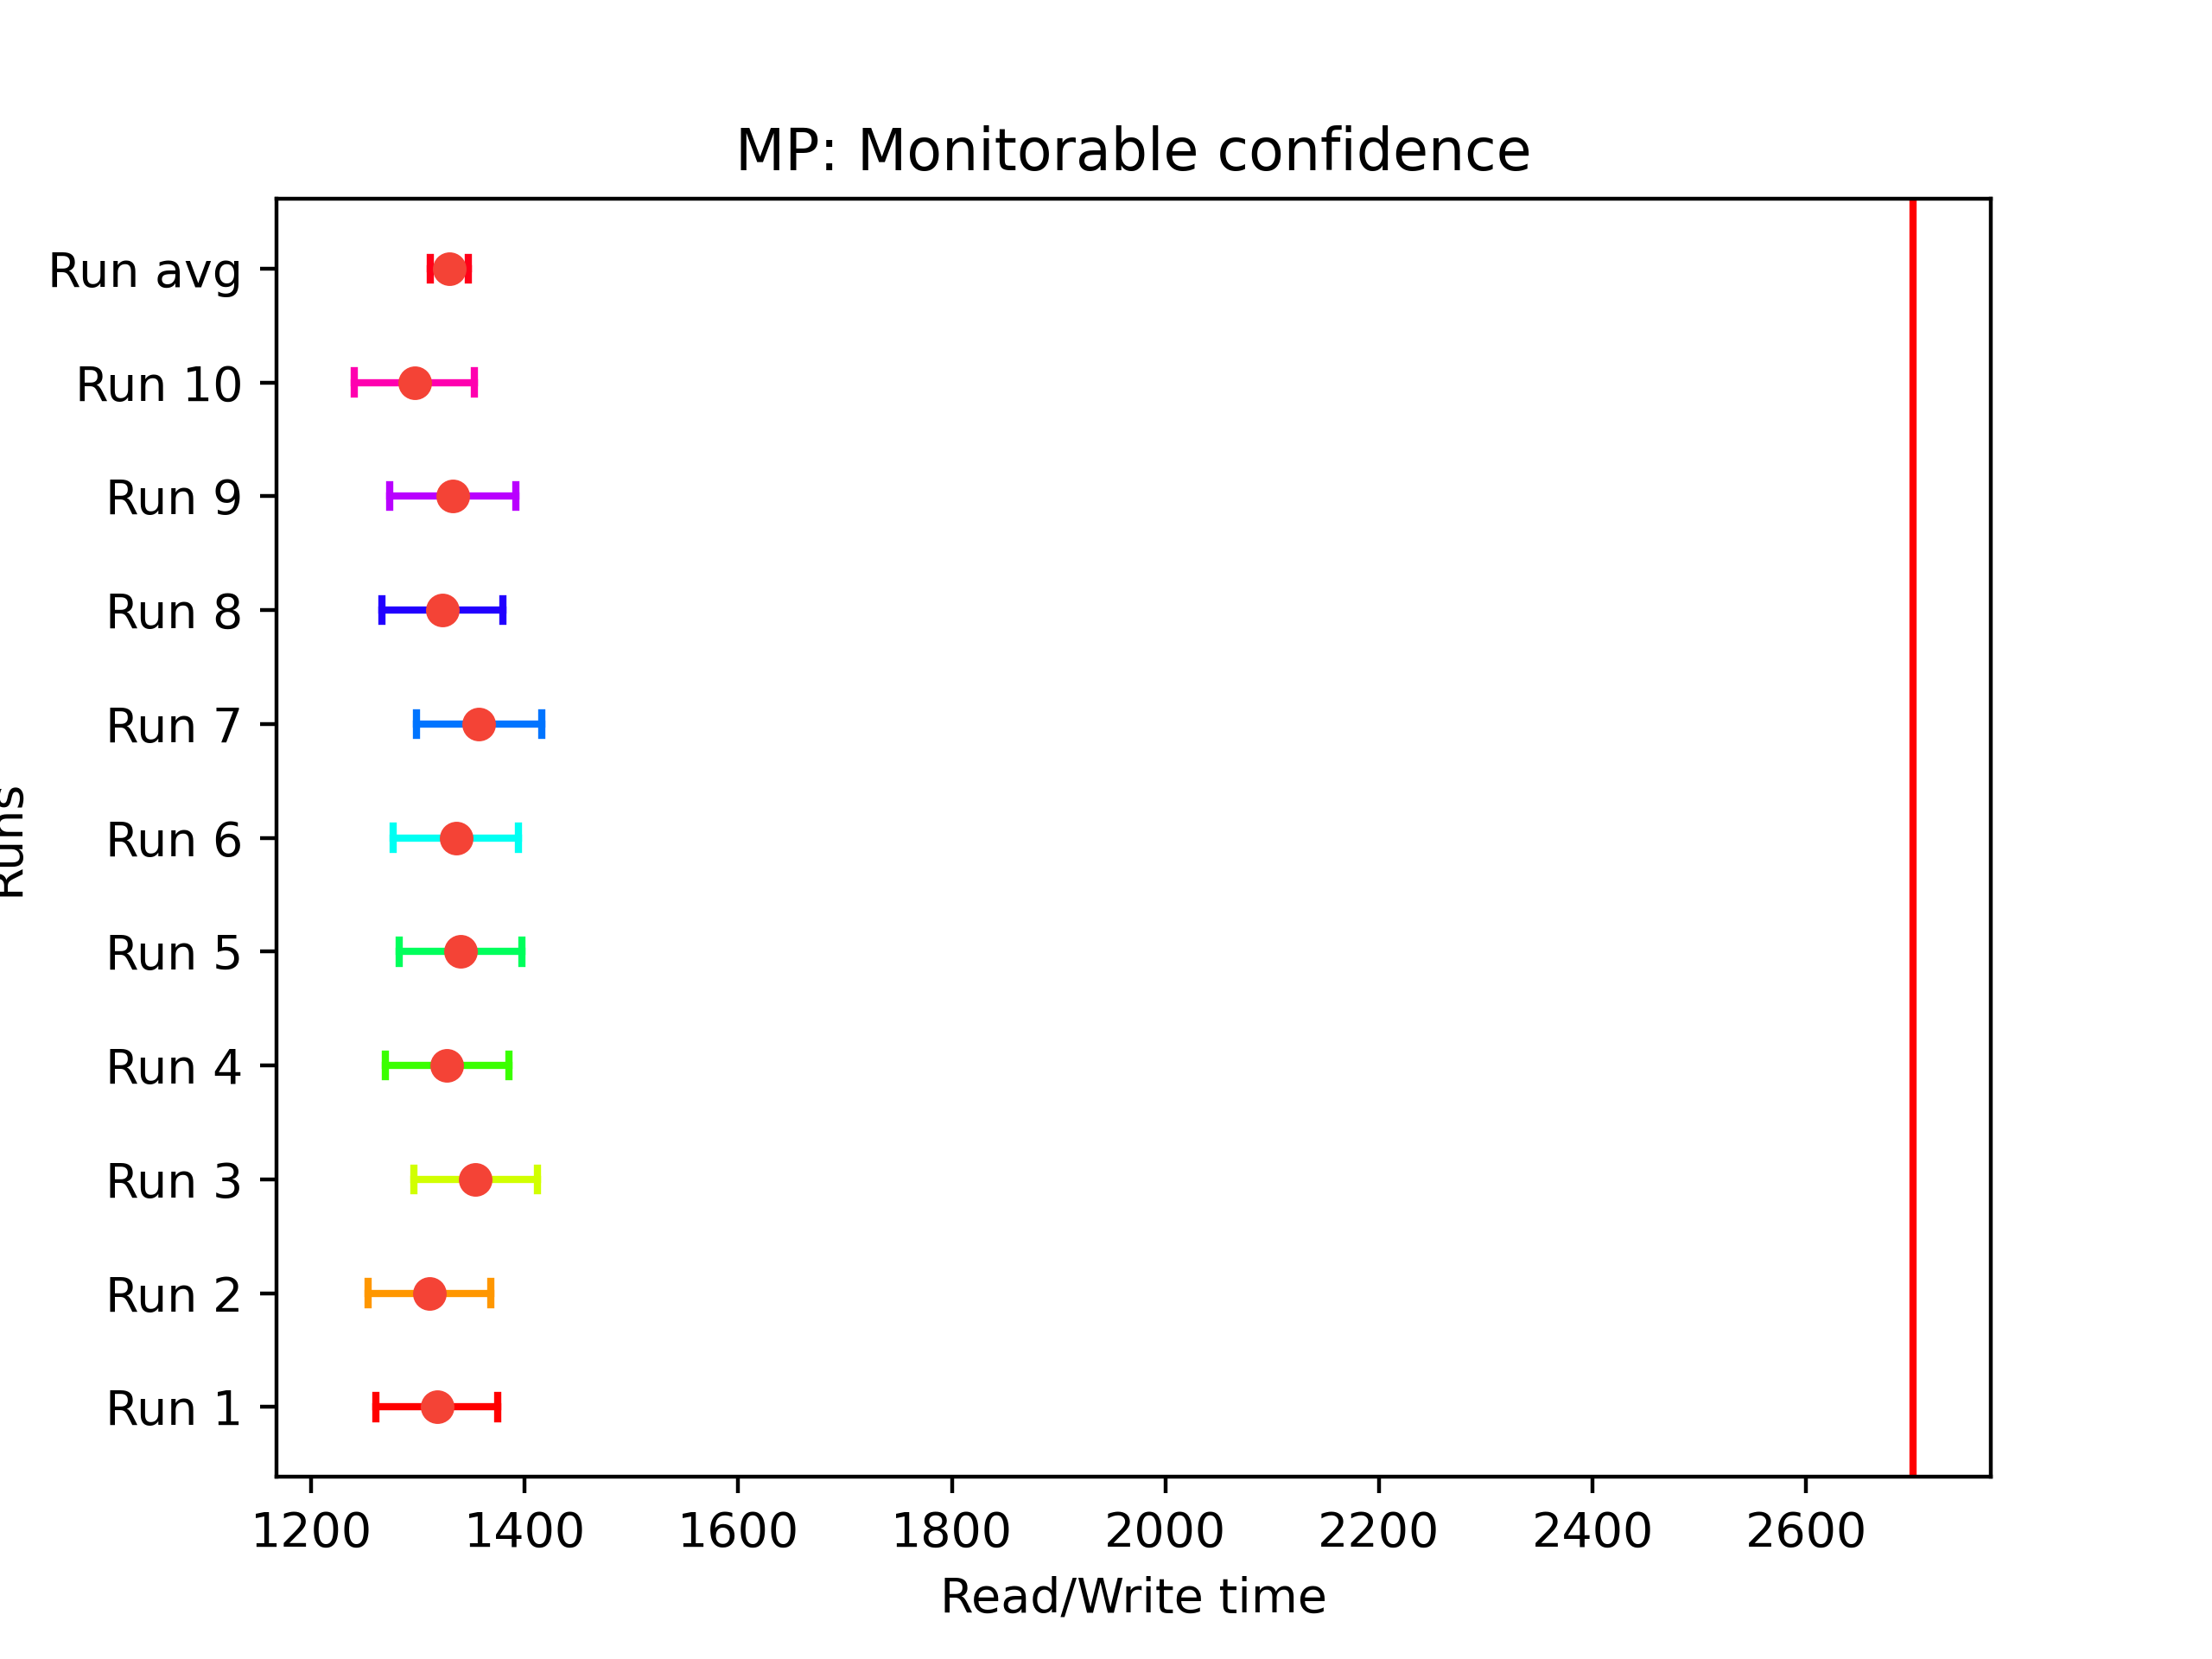 MP: Monitorable confidence
Run avg
Run 10
Run 9
Run 8
Run 7
Run 6
Run 5
Run 4
Run 3
Run 2
Run 1
Runs
1200 1400 1600 1800 2000 2200 2400 2600
Read/Write time